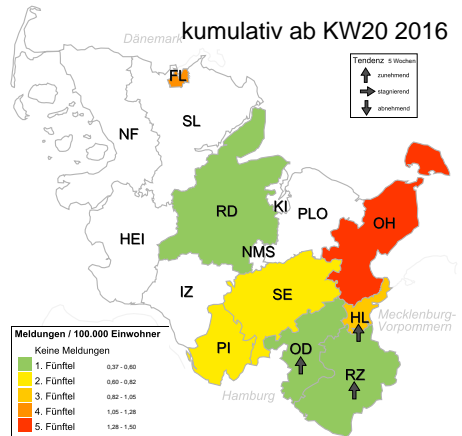 kumulativ ab KW20 2016
Dänemark
Tendenz 5 Wochen
zunehmend
stagnierend
abnehmend
FL
NF
SL
KI
PLO
RD
OH
HEI
NMS
IZ
SE
HL
Mecklenburg-
Vorpommern
PI
OD
RZ
Hamburg
Meldungen / 100.000 Einwohner
Keine Meldungen
1. Fünftel 0,37 - 0,60
2. Fünftel 0,60 - 0,82
3. Fünftel 0,82 - 1,05
4. Fünftel 1,05 - 1,28
5. Fünftel 1,28 - 1,50